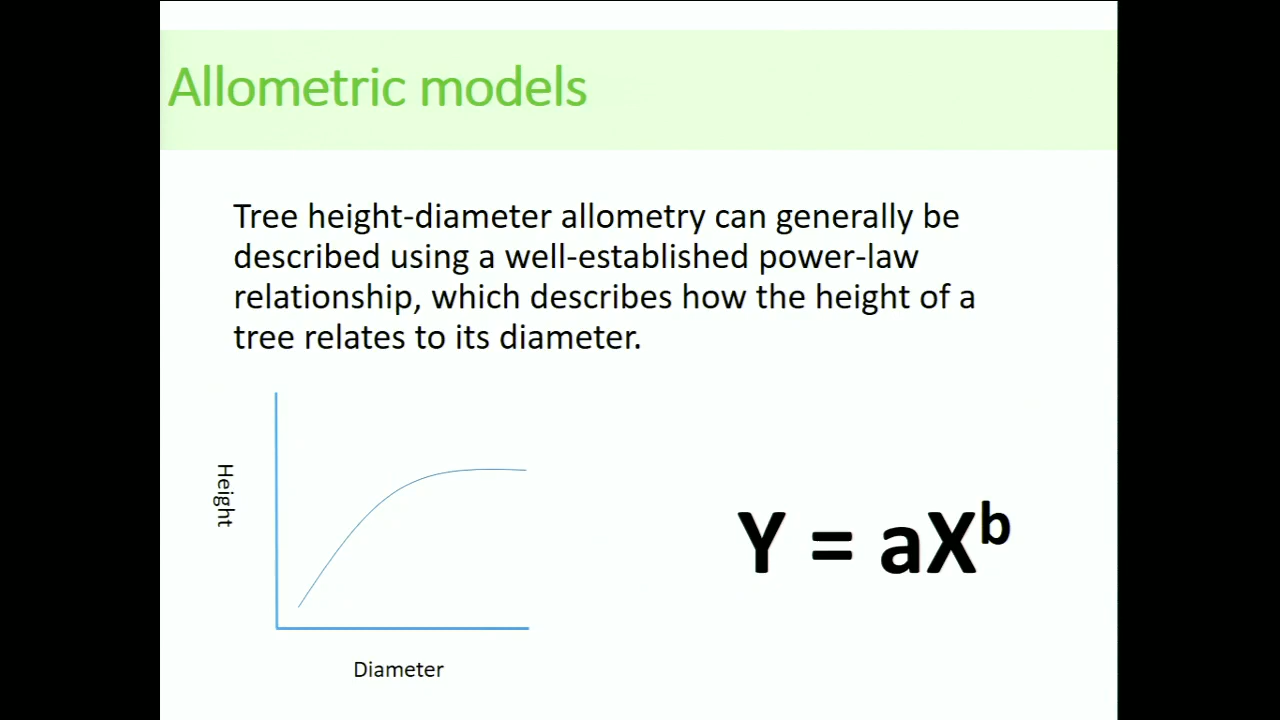 Allometric models
Tree height-diameter allometry can generally be
described using a well-established power-law
relationship, which describes how the height of a
tree relates to its diameter.
Height
Y = aXᵇ
Diameter